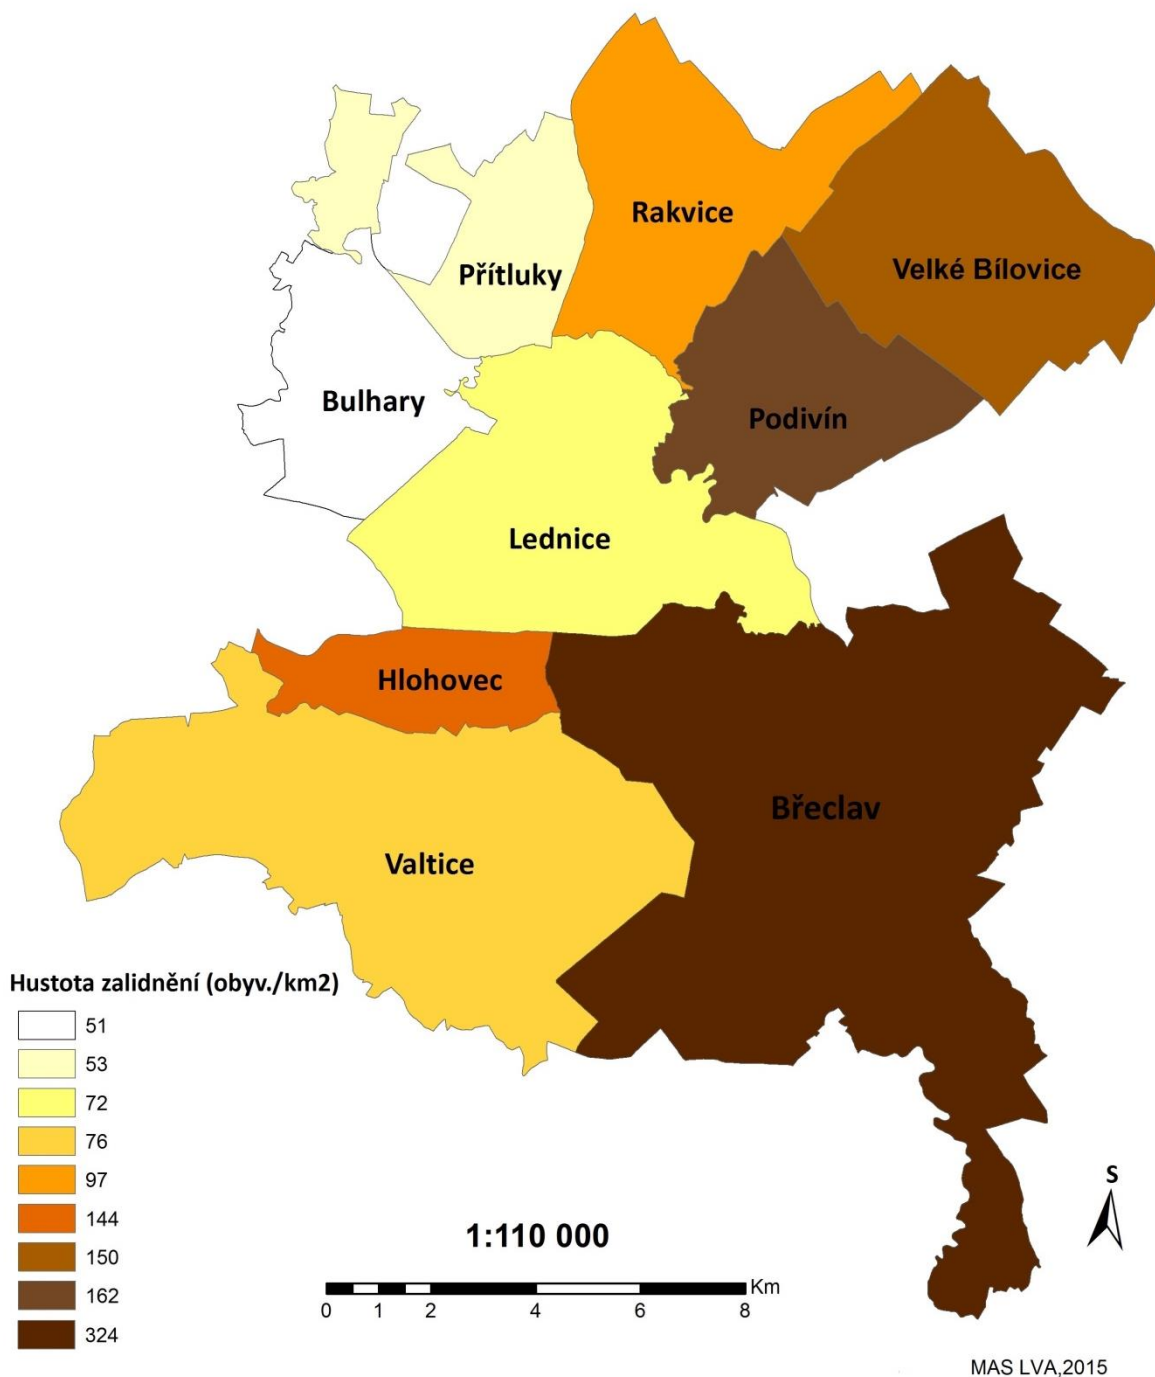 Rakvice
Velké Bílovice
Přítluky
Bulhary
Podivín
Lednice
Hlohovec
Břeclav
Valtice
Hustota zalidnění (obyv./km2)
51
53
72
76
97
144
150
162
324
S
1:110 000
Km
0 1 2 4 6 8
MAS LVA,2015